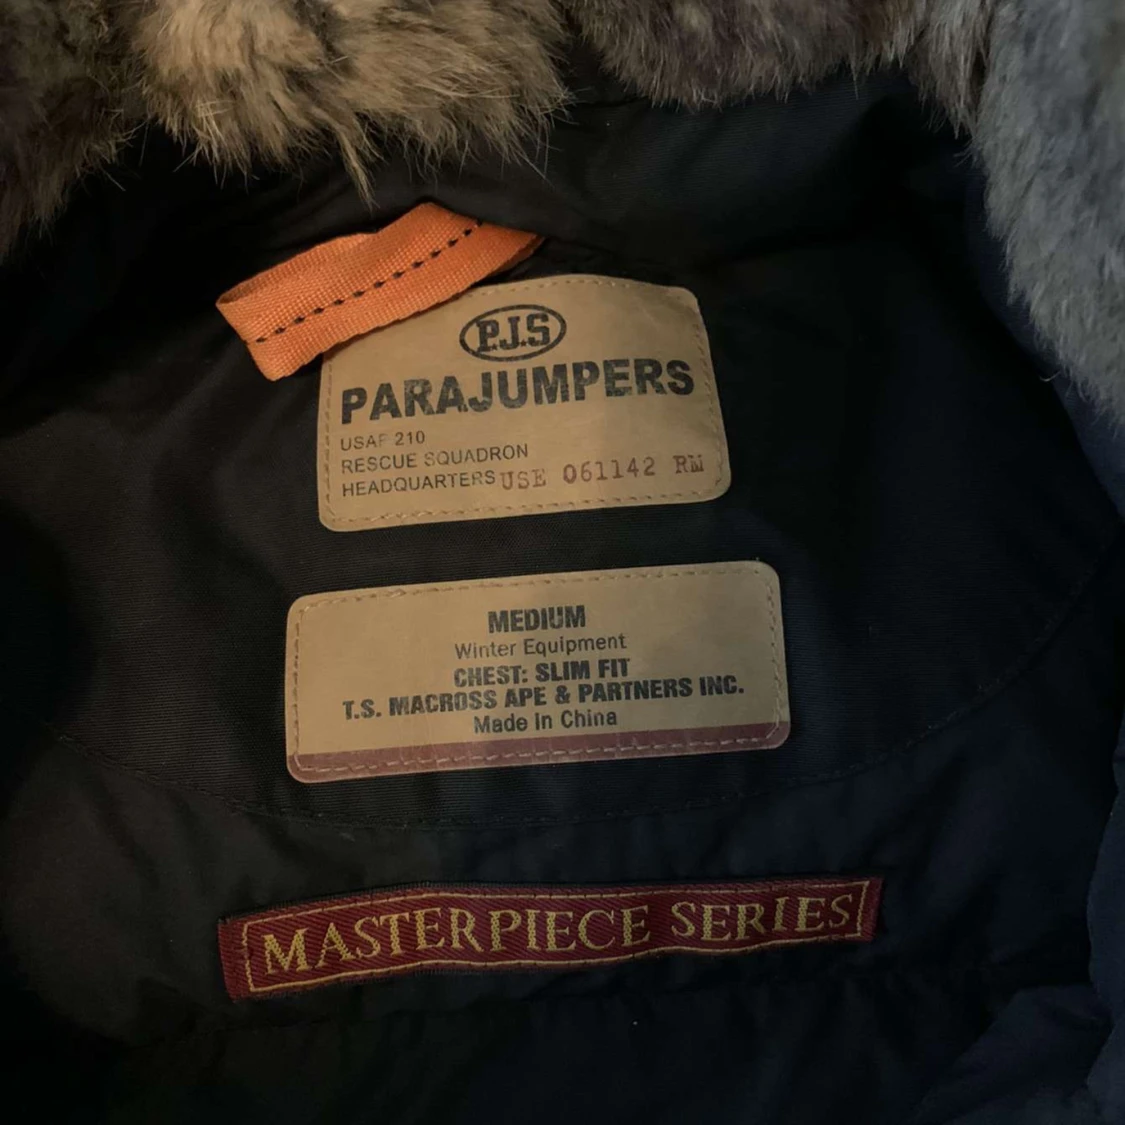 P.J.S
PARAJUMPERS
USAF 210
RESCUE SQUADRON
HEADQUARTERS USE 061142 RM
MEDIUM
Winter Equipment
CHEST: SLIM FIT
T.S. MACROSS APE & PARTNERS INC.
Made in China
MASTERPIECE SERIES